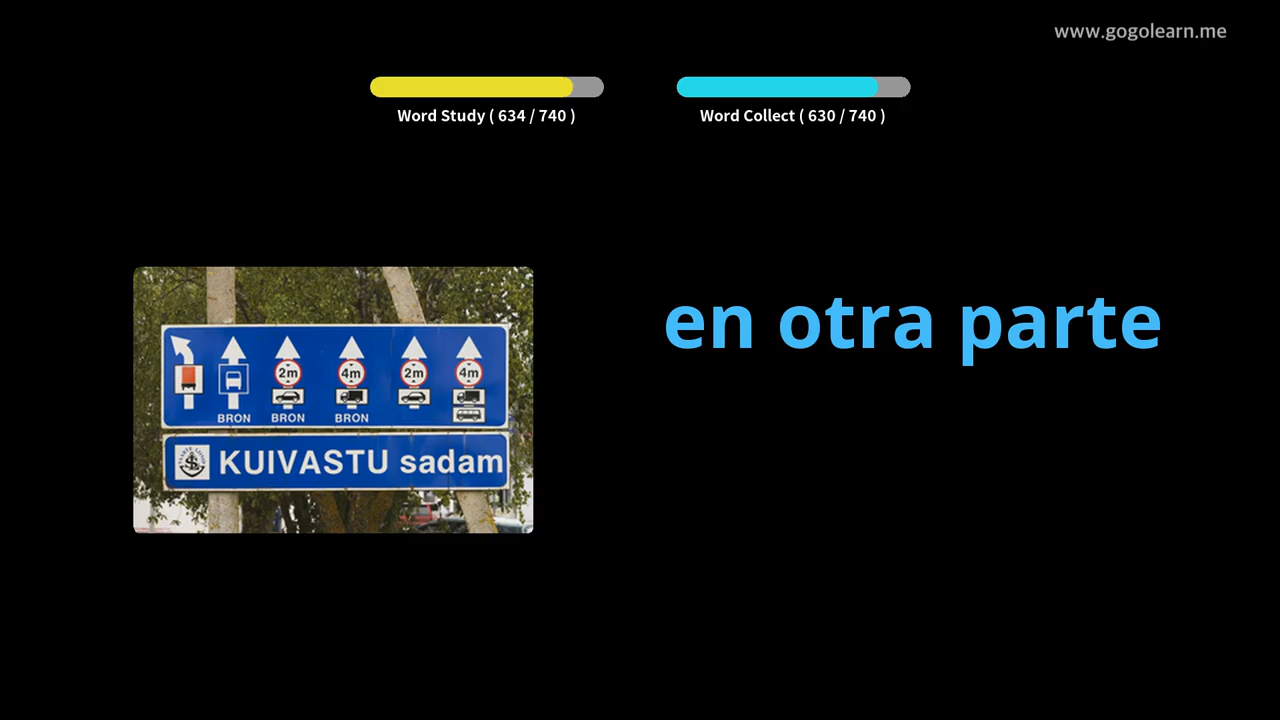 www.gogolearn.me
Word Study ( 634 / 740 )
Word Collect ( 630 / 740 )
en otra parte
2m 4m 2m 4m
BRON BRON BRON
KUIVASTU sadam